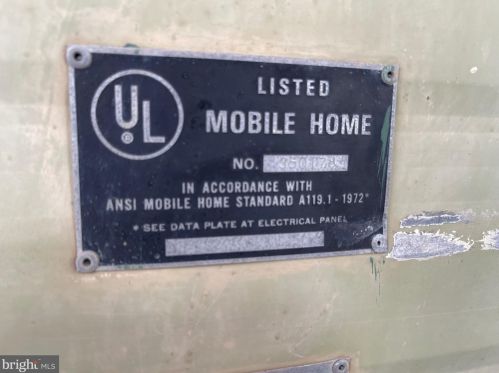 UL
LISTED
MOBILE HOME
NO.
IN ACCORDANCE WITH
ANSI MOBILE HOME STANDARD A119.1 - 1972*
* SEE DATA PLATE AT ELECTRICAL PANEL
bright MLS